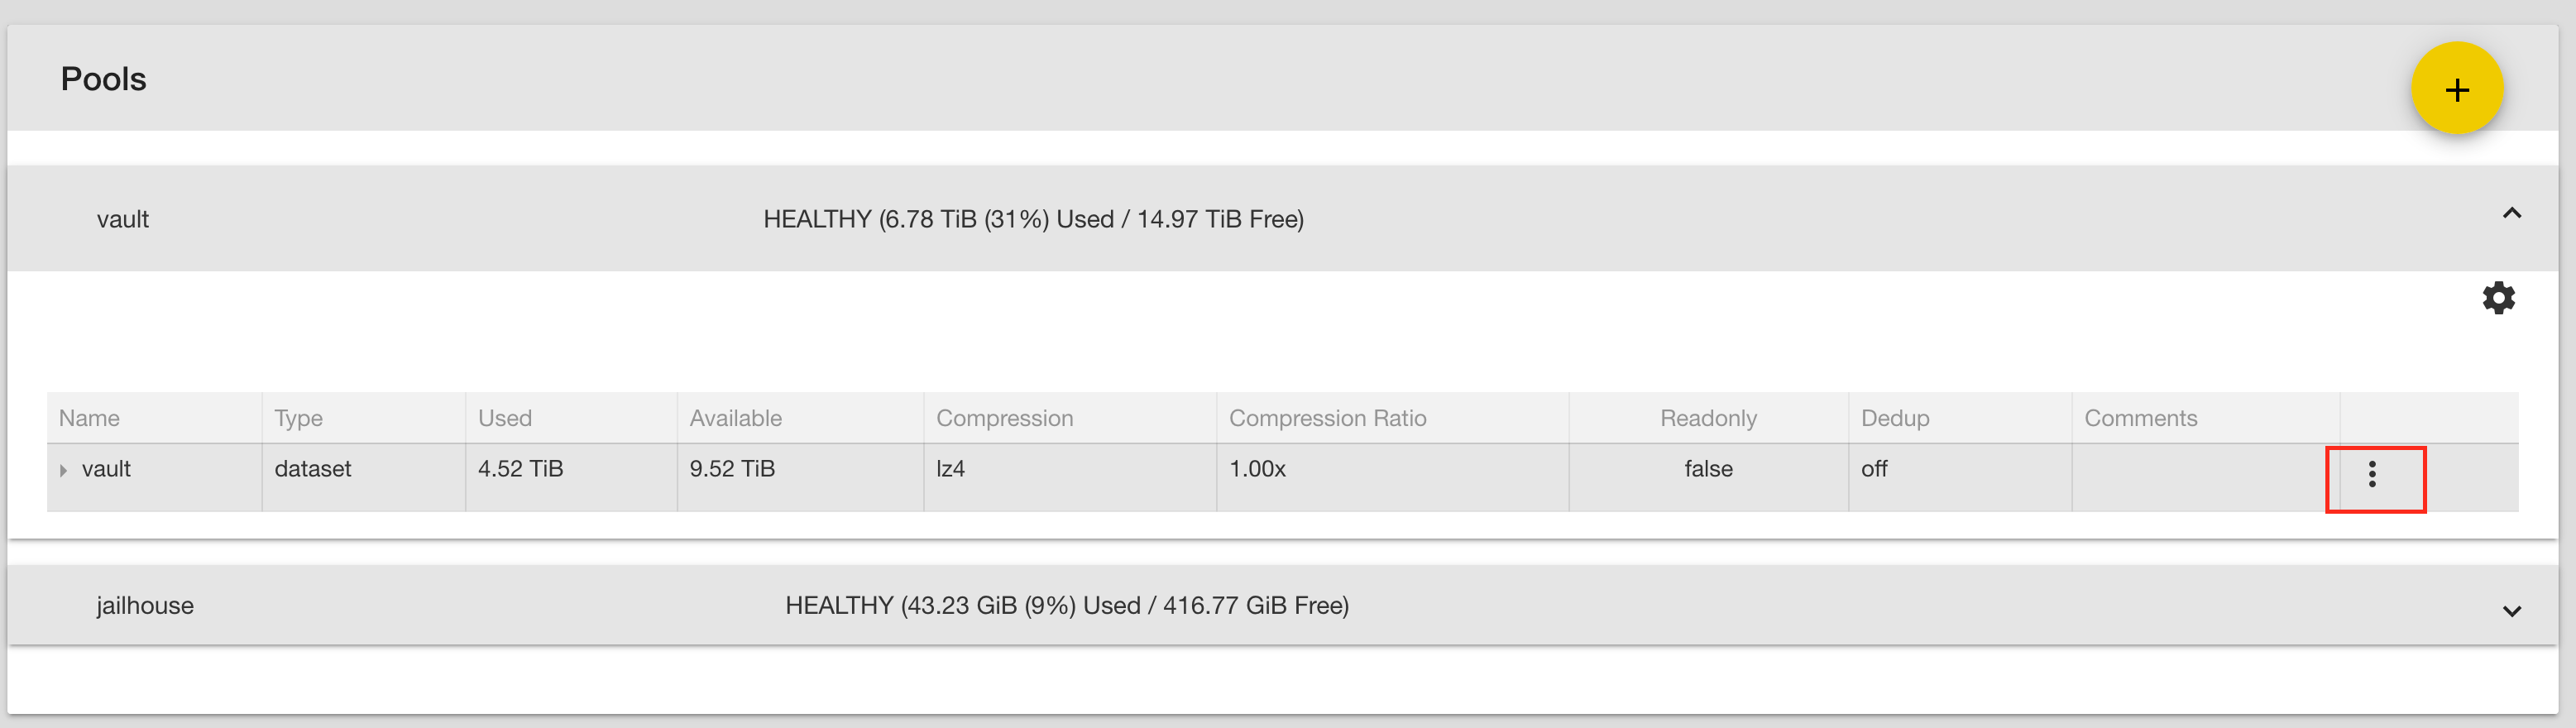 Pools
+
vault HEALTHY (6.78 TiB (31%) Used / 14.97 TiB Free)
Name Type Used Available Compression Compression Ratio Readonly Dedup Comments
vault dataset 4.52 TiB 9.52 TiB lz4 1.00x false off
jailhouse HEALTHY (43.23 GiB (9%) Used / 416.77 GiB Free)